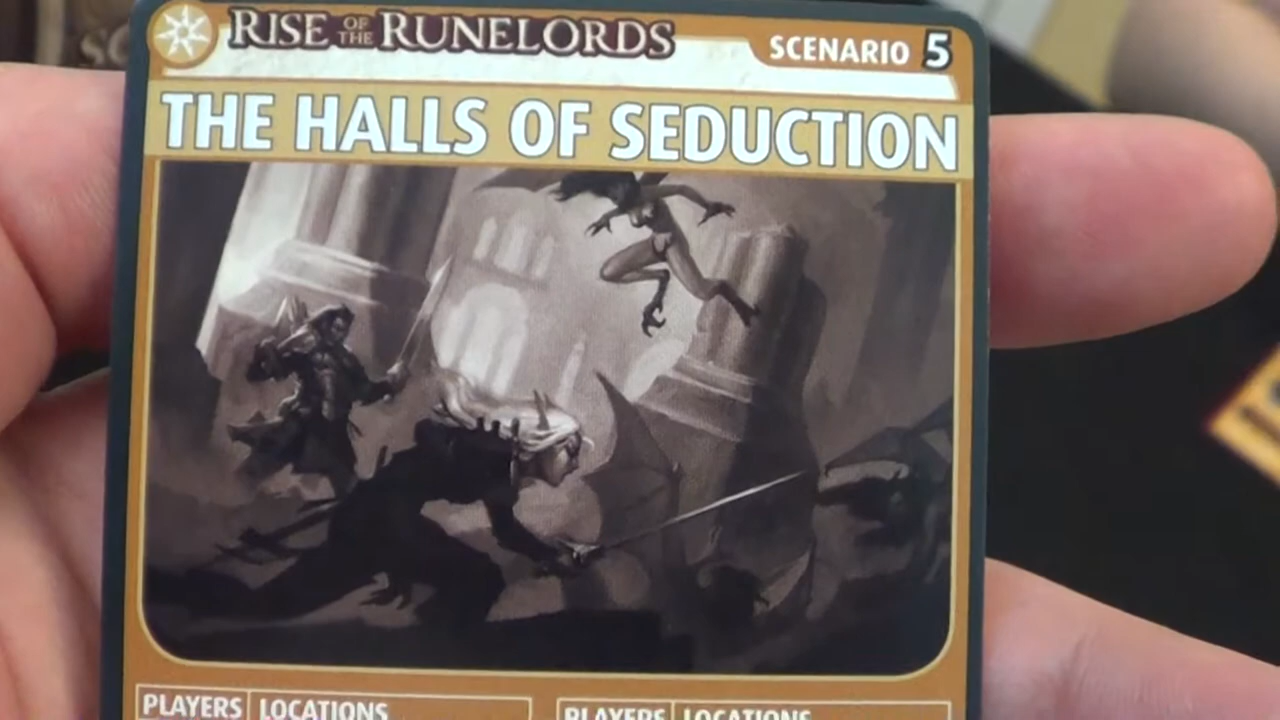 RISE OF THE RUNELORDS
SCENARIO 5
THE HALLS OF SEDUCTION
PLAYERS LOCATIONS PLAYERS LOCATIONS